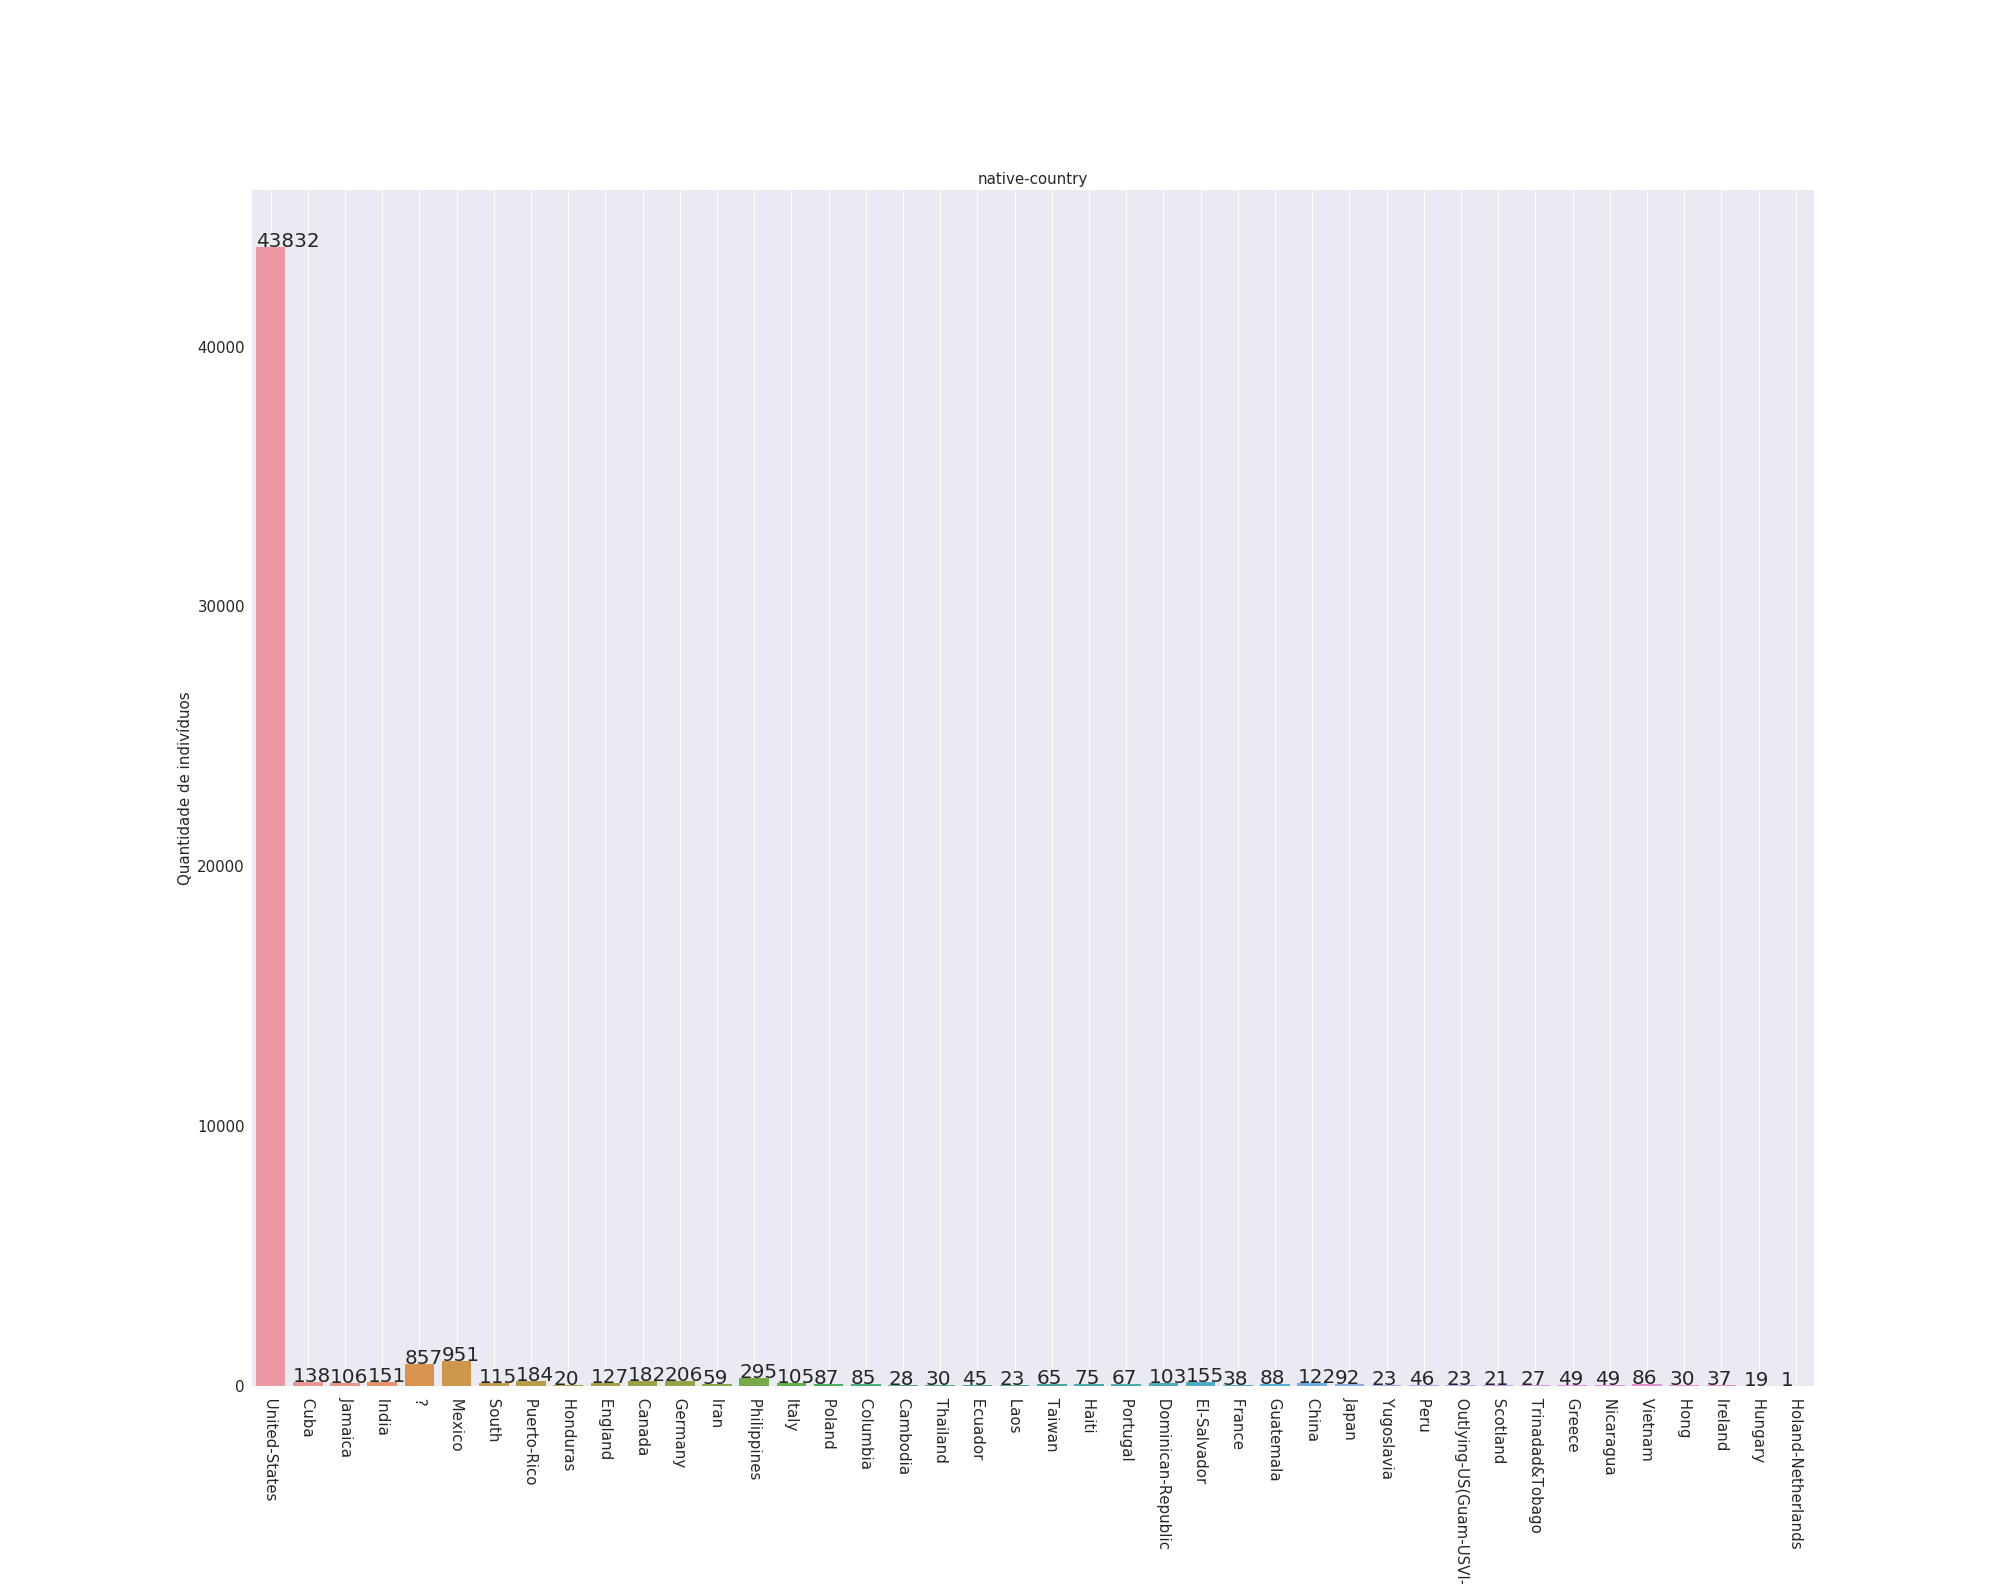 native-country
43832
40000
30000
20000
10000
0
Quantidade de indivíduos
138
106
151
857
951
115
184
20
127
182
206
59
295
105
87
85
28
30
45
23
65
75
67
103
155
38
88
122
92
23
46
23
21
27
49
49
86
30
37
19
1
United-States
Cuba
Jamaica
India
?
Mexico
South
Puerto-Rico
Honduras
England
Canada
Germany
Iran
Philippines
Italy
Poland
Columbia
Cambodia
Thailand
Ecuador
Laos
Taiwan
Haiti
Portugal
Dominican-Republic
El-Salvador
France
Guatemala
China
Japan
Yugoslavia
Peru
Outlying-US(Guam-USVI-
Scotland
Trinadad&Tobago
Greece
Nicaragua
Vietnam
Hong
Ireland
Hungary
Holand-Netherlands